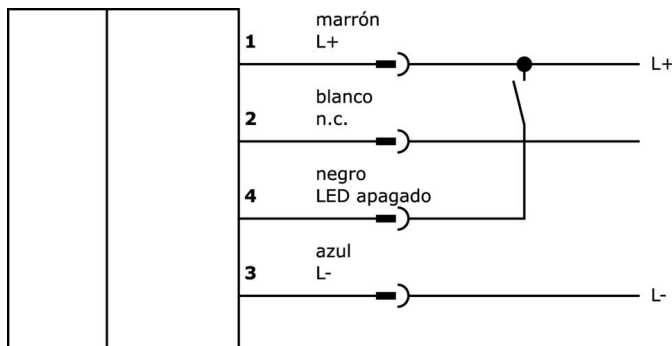 marrón
1 L+
L+
blanco
2 n.c.
negro
4 LED apagado
azul
3 L-
L-